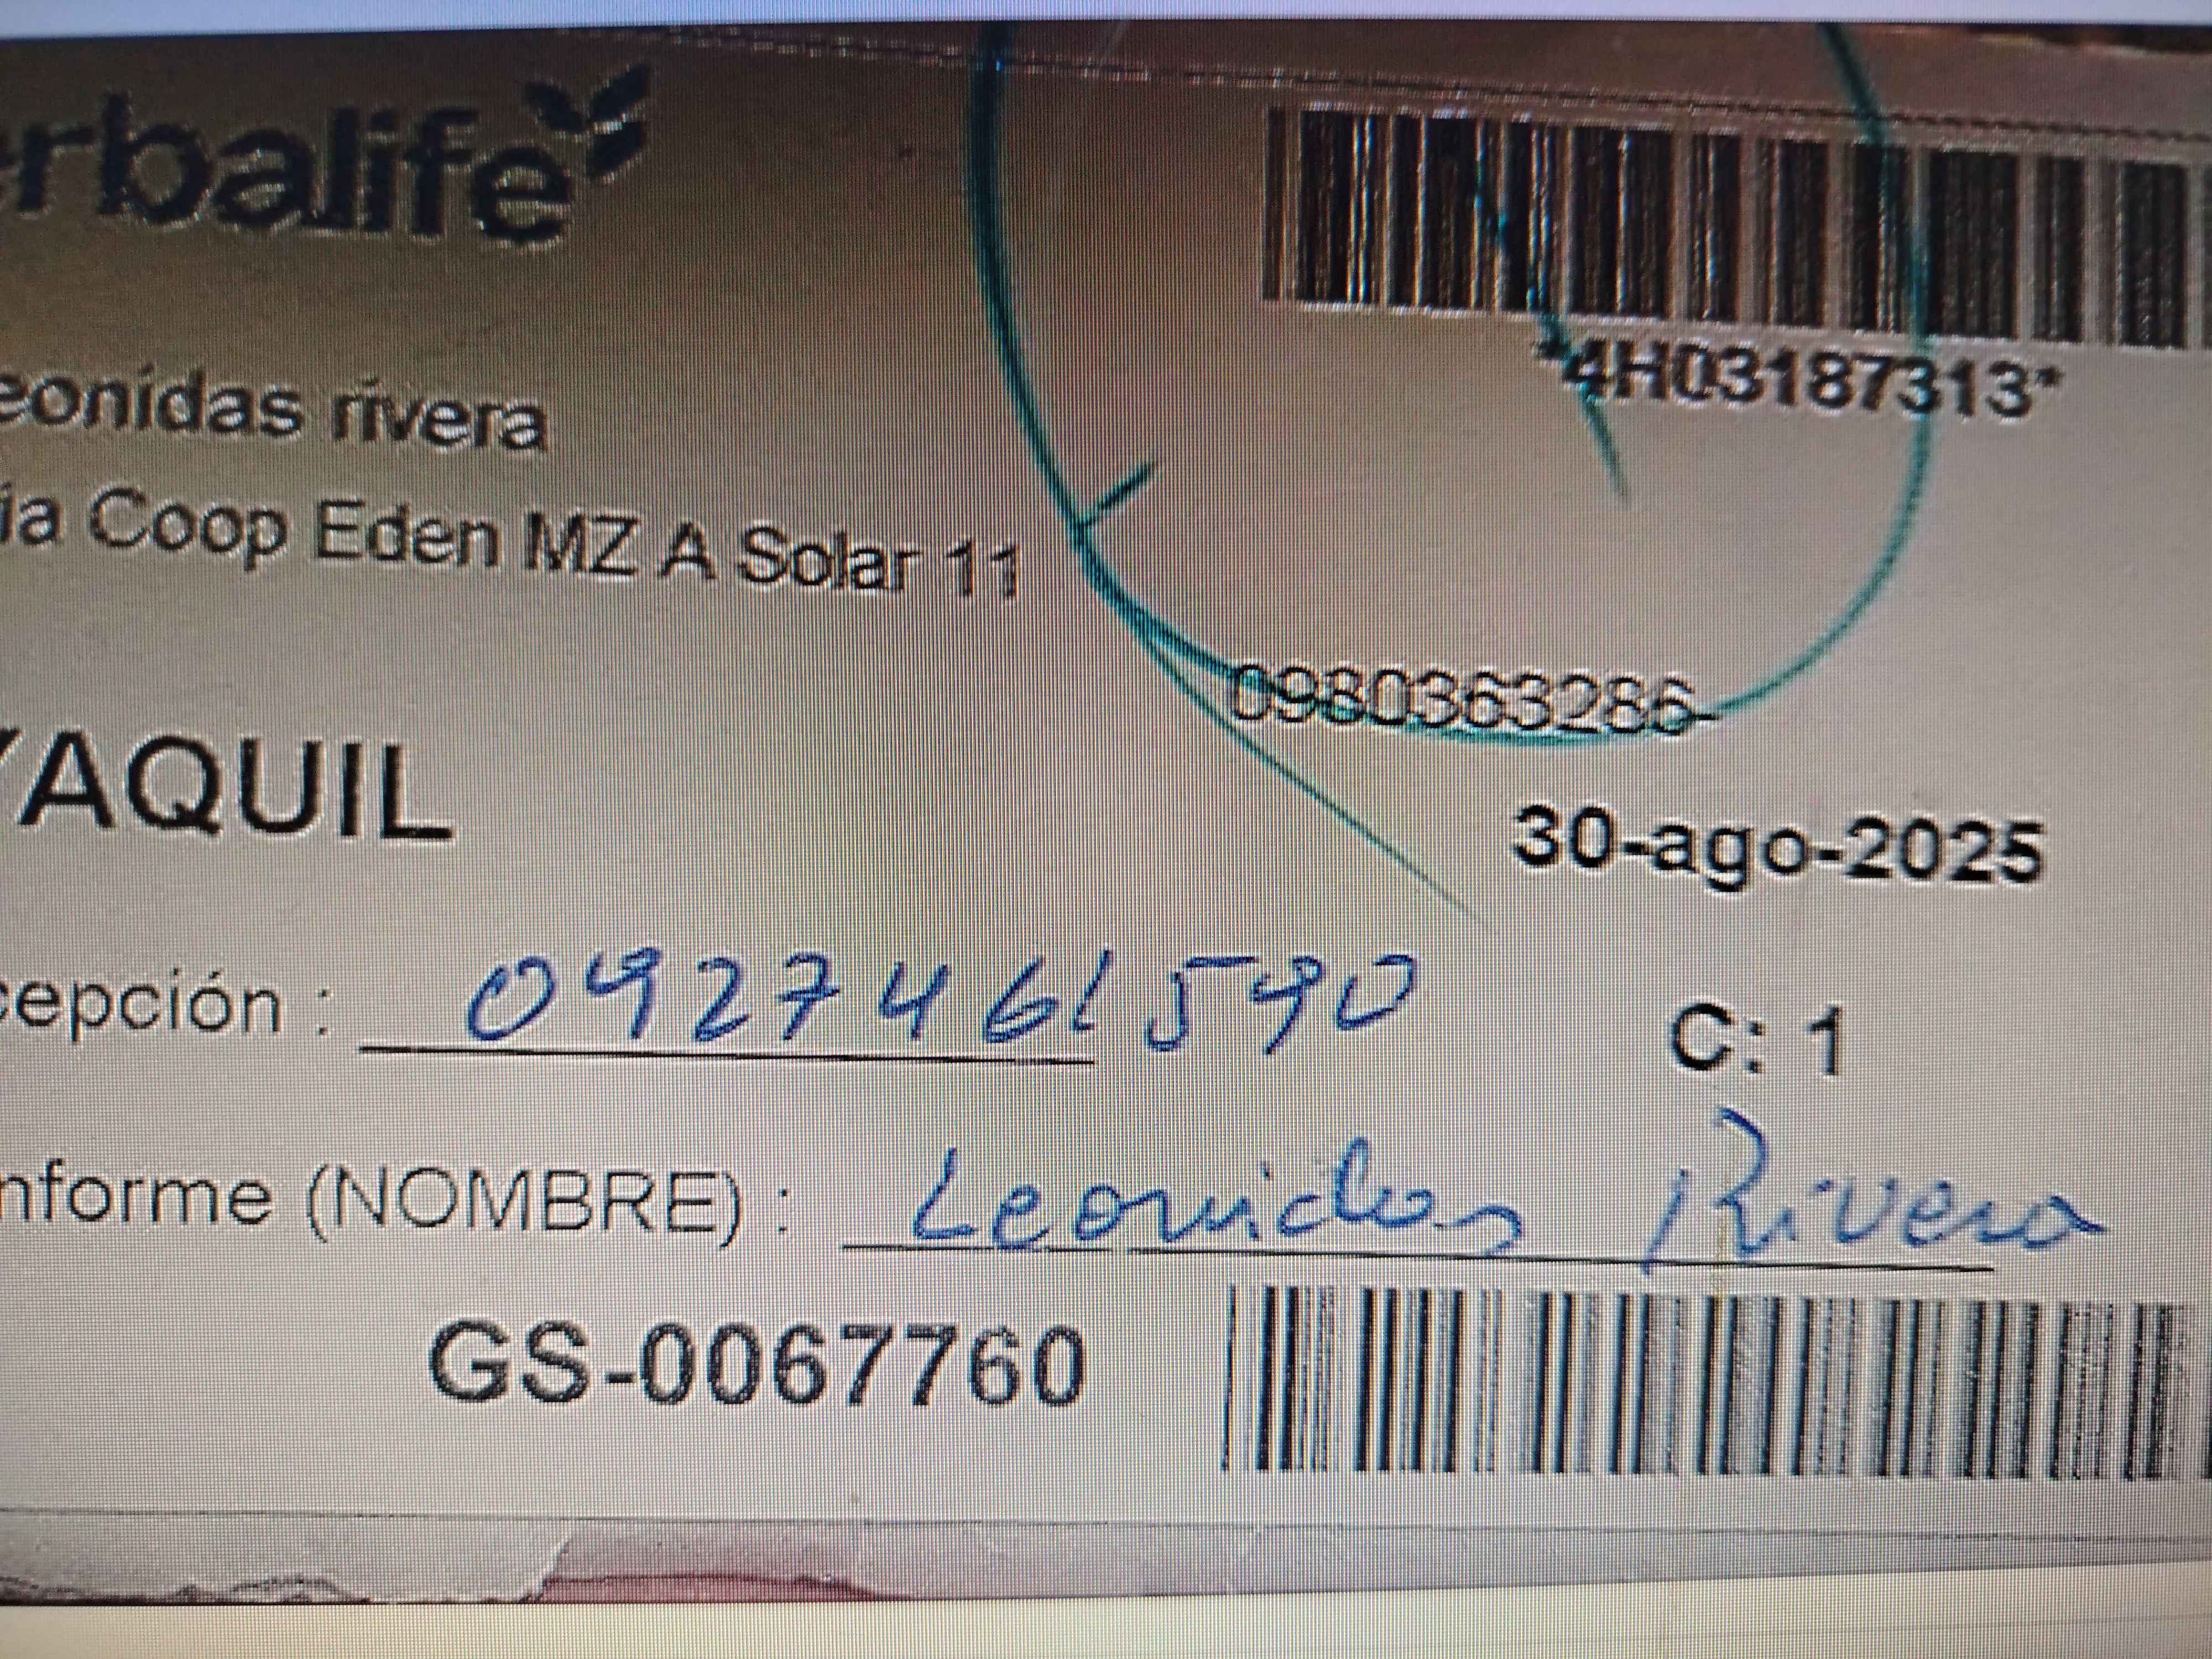 erbalife
*4H03187313*
eonidas rivera
ía Coop Eden MZ A Solar 11
0980363286
YAQUIL
30-ago-2025
cepción : 0927461590
C: 1
nforme (NOMBRE) : Leonidas Rivera
GS-0067760